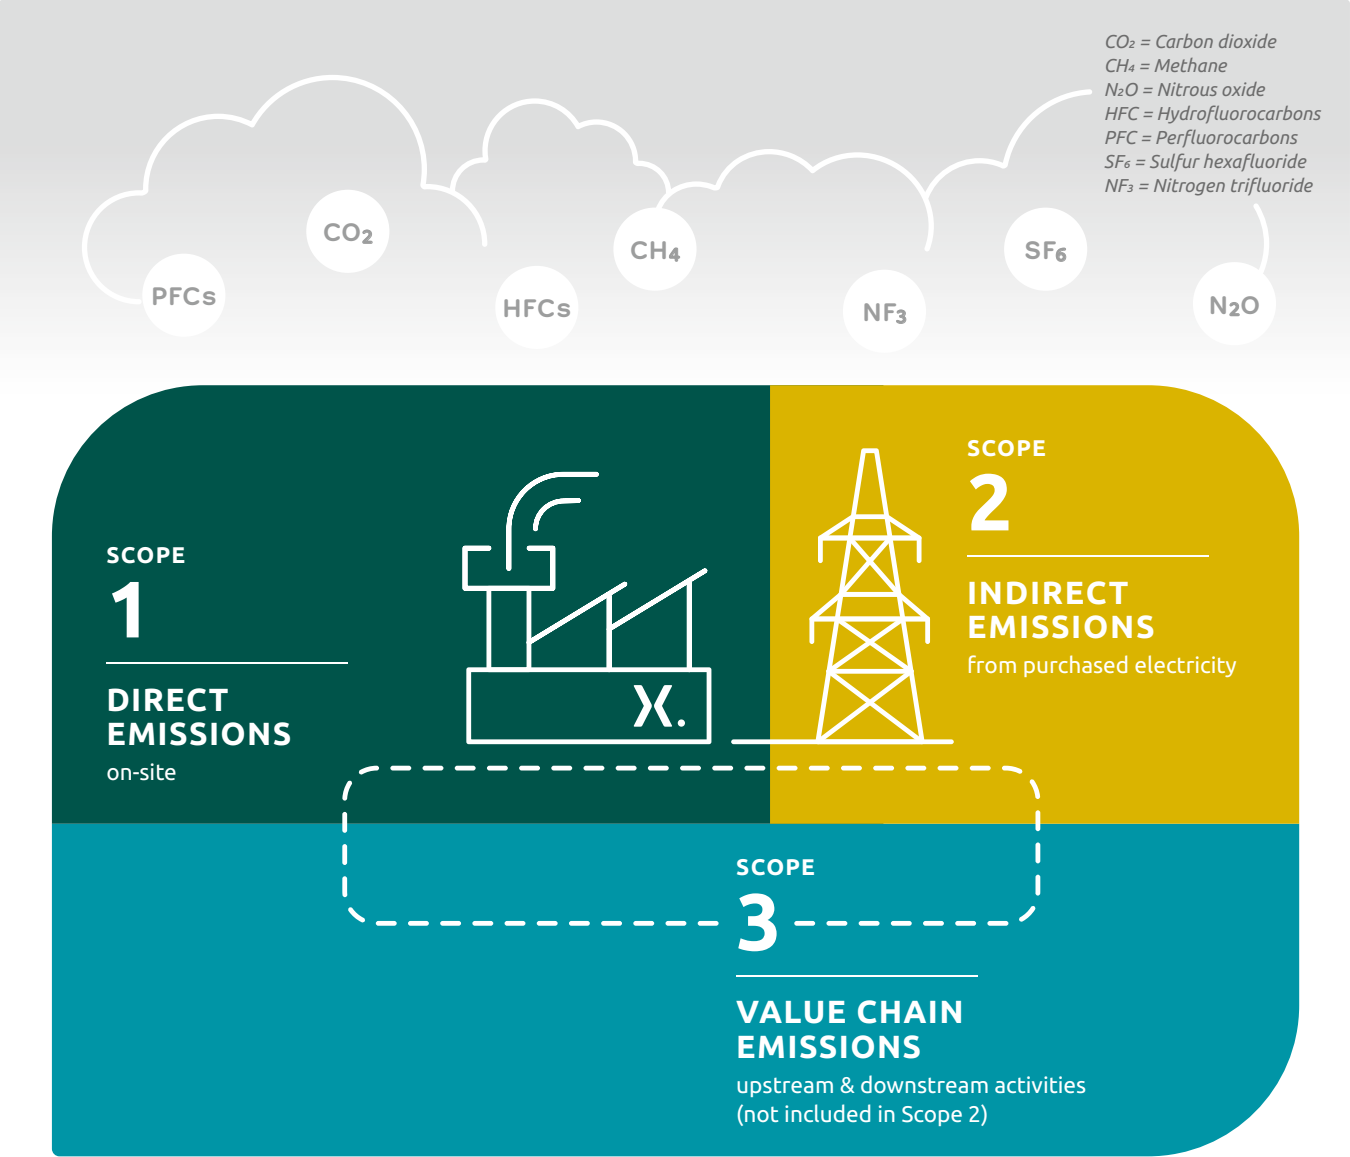 CO₂ = Carbon dioxide
CH₄ = Methane
N₂O = Nitrous oxide
HFC = Hydrofluorocarbons
PFC = Perfluorocarbons
SF₆ = Sulfur hexafluoride
NF₃ = Nitrogen trifluoride
PFCs
CO₂
HFCs
CH₄
NF₃
SF₆
N₂O
SCOPE
1
DIRECT
EMISSIONS
on-site
X.
SCOPE
2
INDIRECT
EMISSIONS
from purchased electricity
SCOPE
3
VALUE CHAIN
EMISSIONS
upstream & downstream activities
(not included in Scope 2)